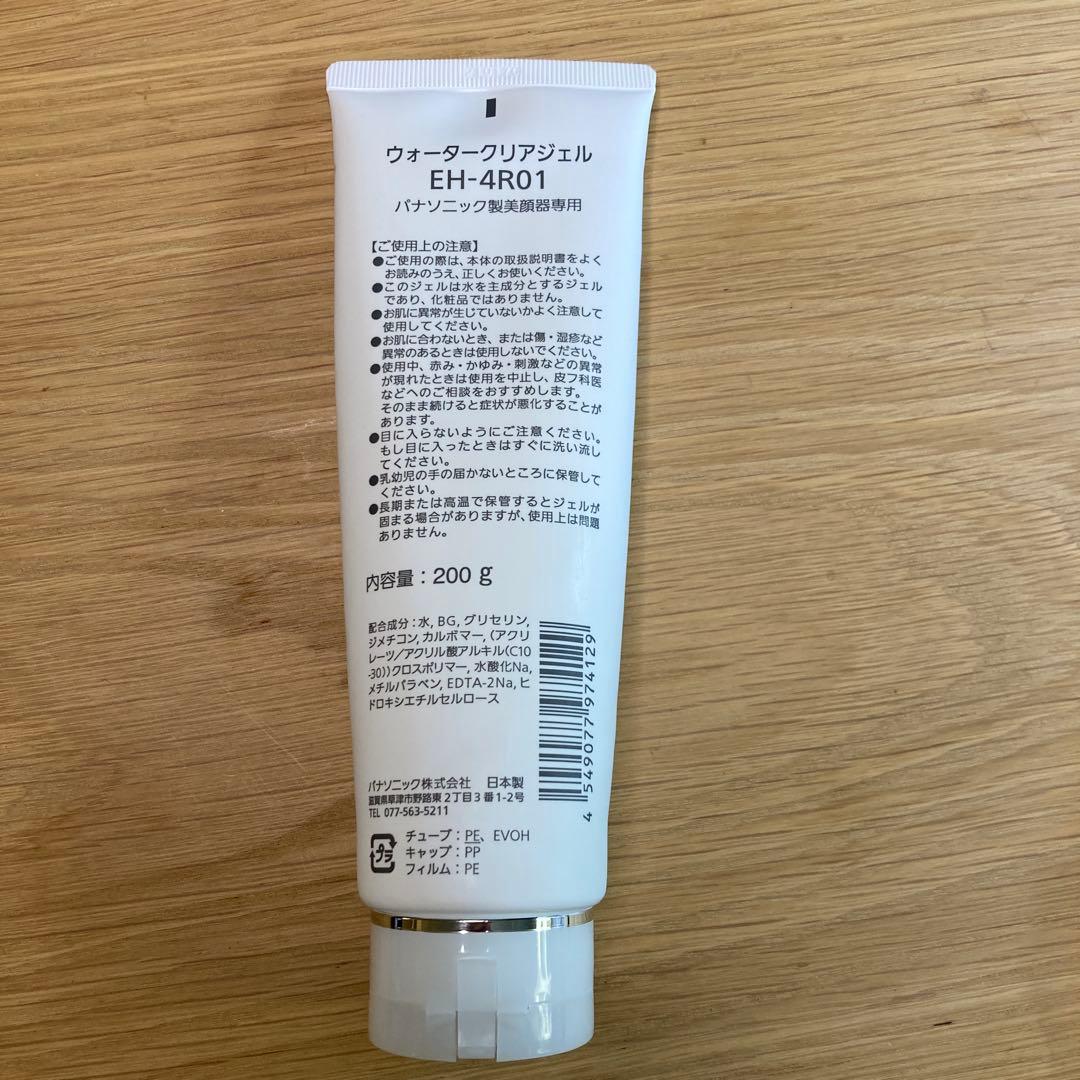 ウォータークリアジェル
EH-4R01
パナソニック製美顔器専用
【ご使用上の注意】
●ご使用の際は、本体の取扱説明書をよく
お読みのうえ、正しくお使いください。
●このジェルは水を主成分とするジェル
であり、化粧品ではありません。
●お肌に異常が生じていないかよく注意して
使用してください。
●お肌に合わないとき、または傷・湿疹など
異常のあるときは使用しないでください。
●使用中、赤み・かゆみ・刺激などの異常
が現れたときは使用を中止し、皮フ科医
などへのご相談をおすすめします。
そのまま続けると症状が悪化することが
あります。
●目に入らないようにご注意ください。
もし目に入ったときはすぐに洗い流し
てください。
●乳幼児の手の届かないところに保管して
ください。
●長期または高温で保管するとジェルが
固まる場合がありますが、使用上は問題
ありません。
内容量：200 g
配合成分：水, BG, グリセリン,
ジメチコン, カルボマー, （アクリ
レーツ／アクリル酸アルキル（C10
-30））クロスポリマー, 水酸化Na,
メチルパラベン, EDTA-2Na, ヒ
ドロキシエチルセルロース
4 549077 974129
パナソニック株式会社 日本製
滋賀県草津市野路東2丁目3番1-2号
TEL 077-563-5211
プラ
チューブ：PE、EVOH
キャップ：PP
フィルム：PE